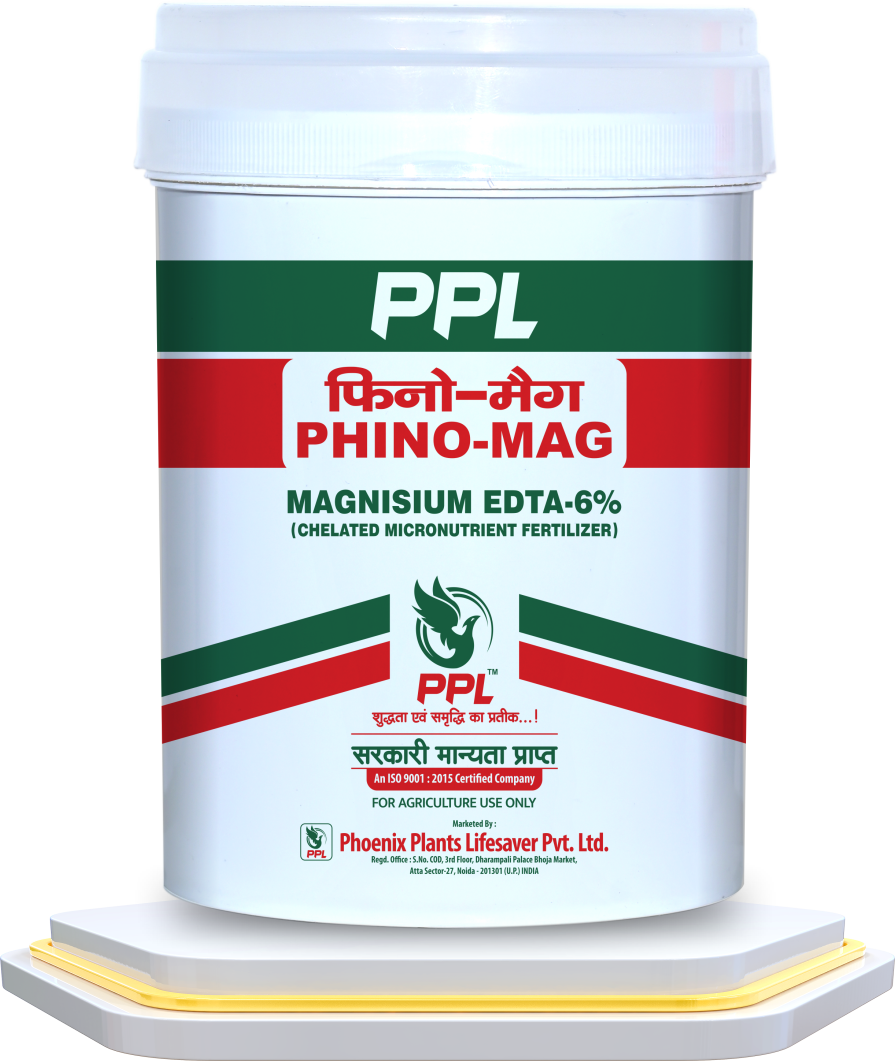 PPL
फिनो-मैग
PHINO-MAG
MAGNISIUM EDTA-6%
(CHELATED MICRONUTRIENT FERTILIZER)
PPL™
शुद्धता एवं समृद्धि का प्रतीक...!
सरकारी मान्यता प्राप्त
An ISO 9001 : 2015 Certified Company
FOR AGRICULTURE USE ONLY
Marketed By :
PPL
Phoenix Plants Lifesaver Pvt. Ltd.
Regd. Office : S.No. COD, 3rd Floor, Dharampali Palace Bhoja Market,
Atta Sector-27, Noida - 201301 (U.P.) INDIA